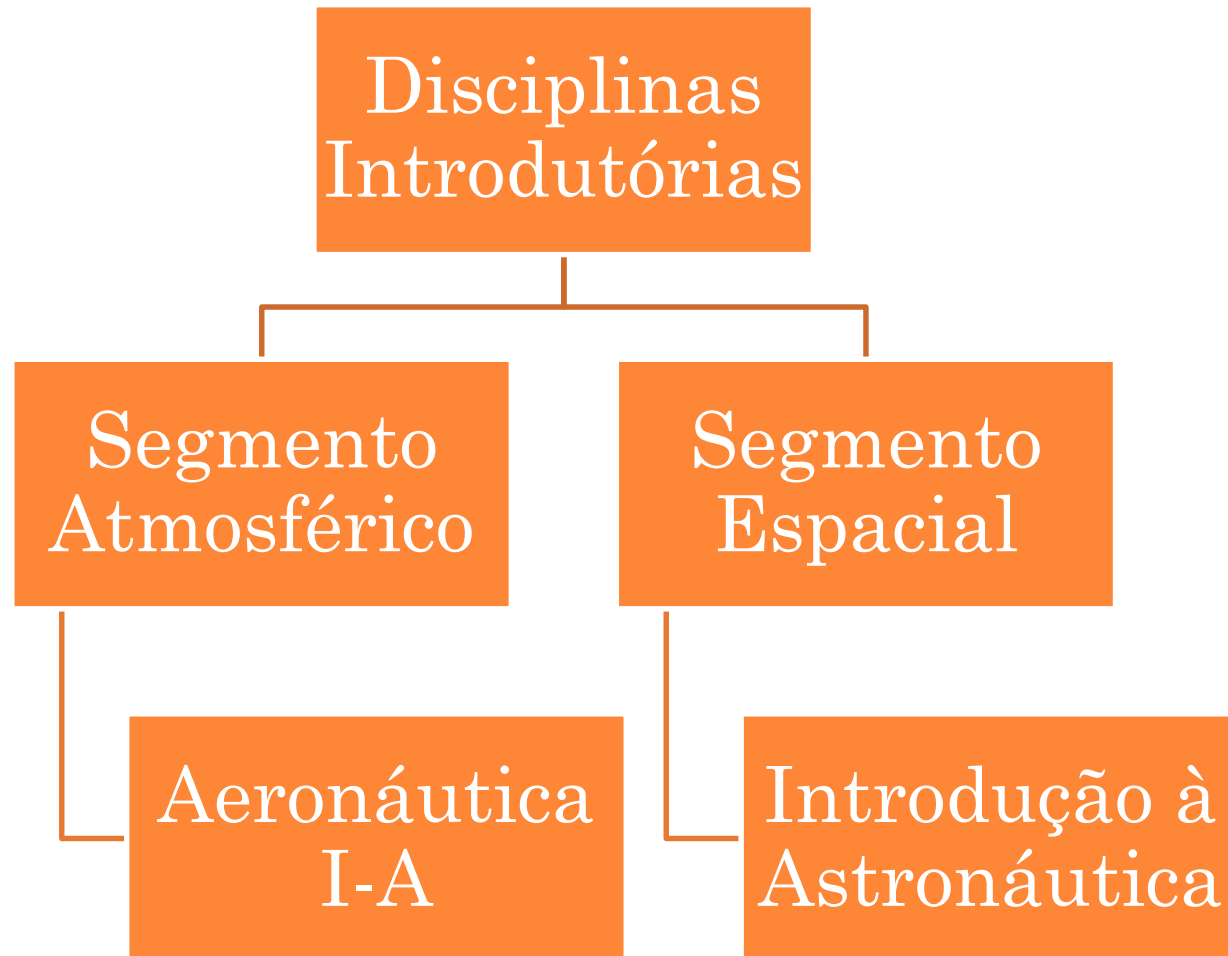 Disciplinas
Introdutórias
Segmento
Atmosférico
Segmento
Espacial
Aeronáutica
I-A
Introdução à
Astronáutica